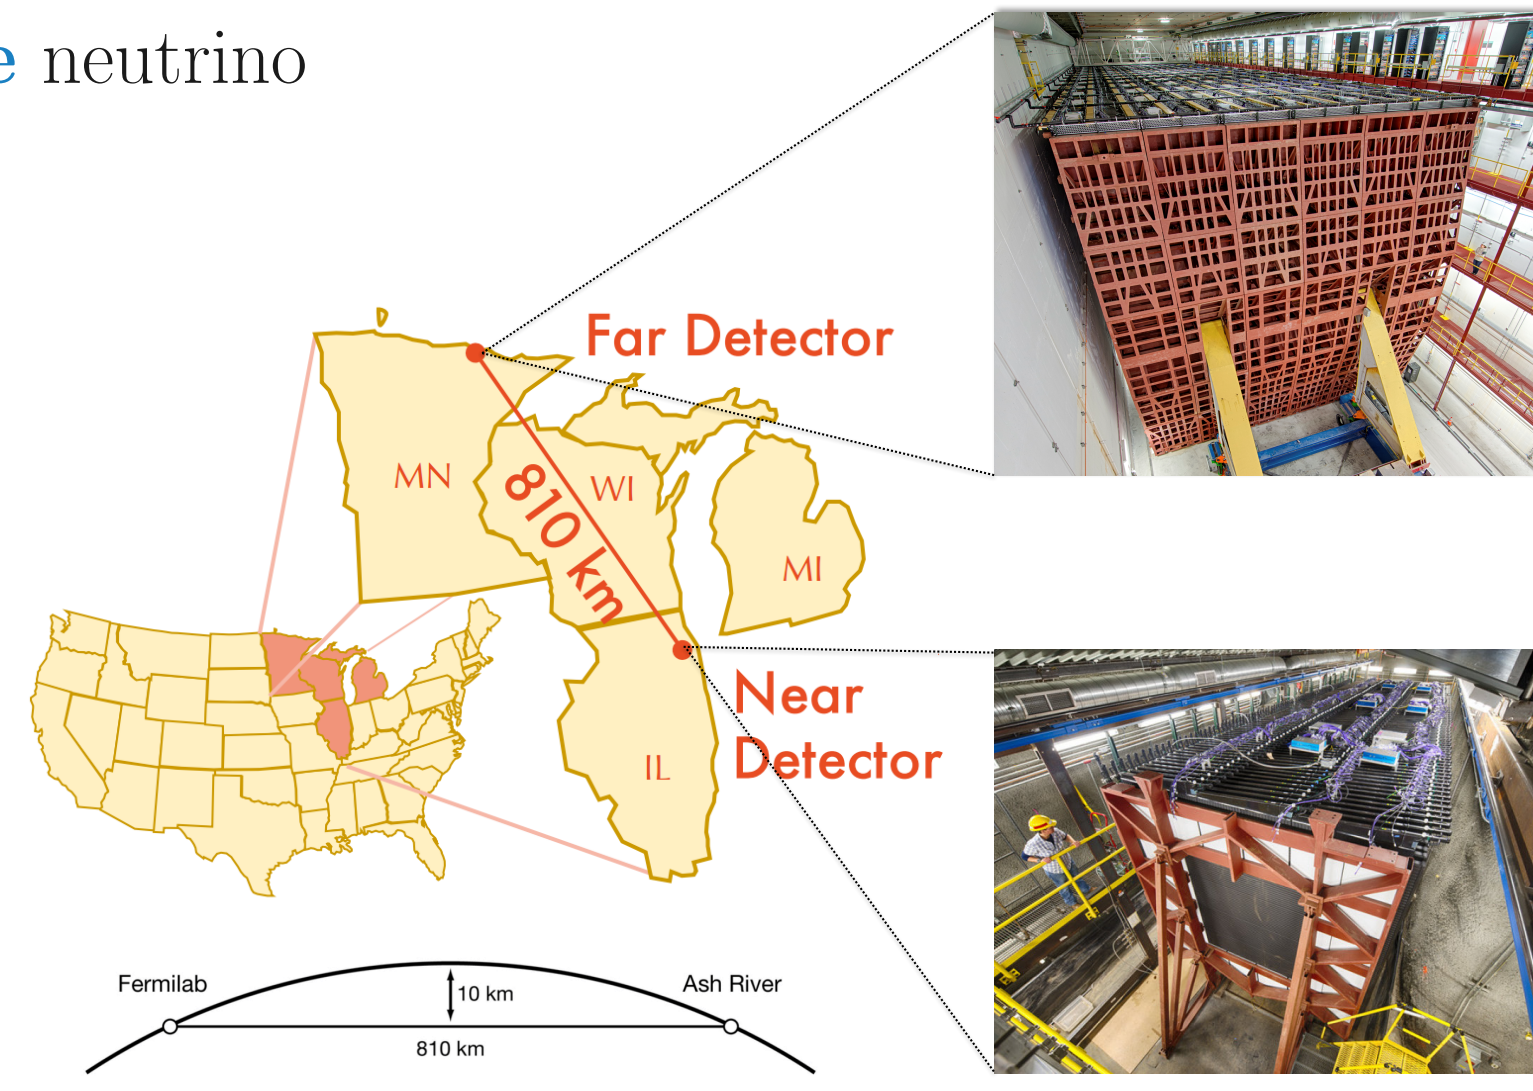 e neutrino
Far Detector
MN
WI
810 km
MI
Near
Detector
IL
Fermilab
Ash River
10 km
810 km